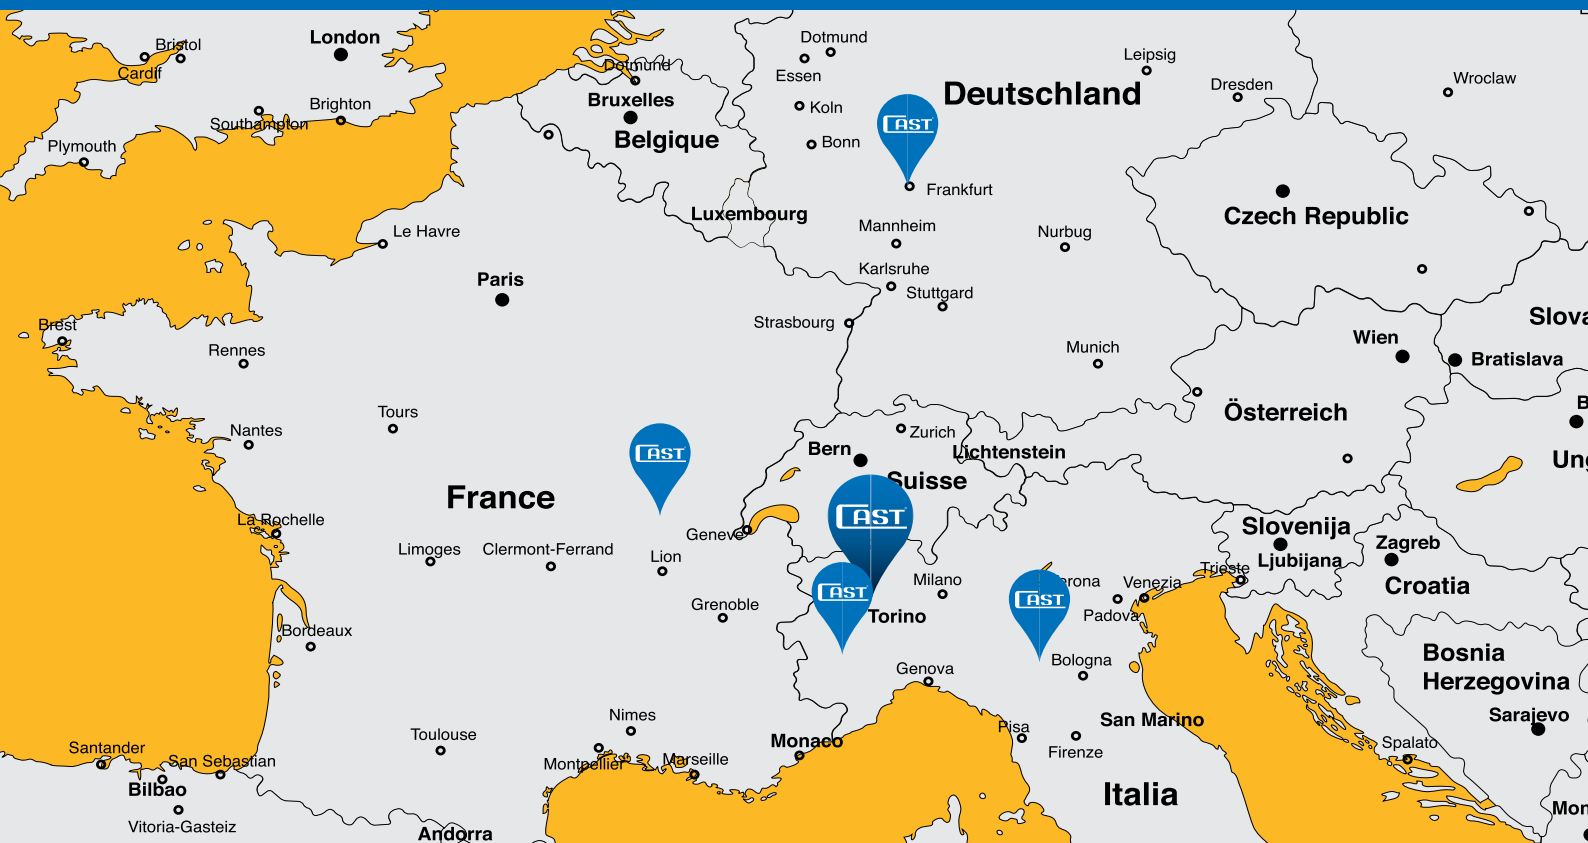 Bristol
Cardif
London
Dotmund
Dotmund
Essen
Leipsig
Deutschland
Dresden
Wroclaw
Brighton
Southampton
Bruxelles
Koln
CAST
Belgique
Bonn
Plymouth
Frankfurt
Luxembourg
Czech Republic
Le Havre
Mannheim
Nurbug
Karlsruhe
Paris
Stuttgard
Slova
Strasbourg
Brest
Rennes
Wien
Munich
Bratislava
B
Tours
Österreich
Nantes
Zurich
Bern
CAST
Lichtenstein
Ung
Suisse
France
CAST
La Rochelle
Geneve
Slovenija
Limoges
Clermont-Ferrand
Lion
Zagreb
Ljubijana
Trieste
Milano
erona
Venezia
Croatia
CAST
CAST
Grenoble
Torino
Padova
Bordeaux
Bologna
Bosnia
Herzegovina
Genova
Nimes
San Marino
Sarajevo
Toulouse
Pisa
Monaco
Santander
Firenze
Spalato
San Sebastian
Montpellier
Marseille
Bilbao
Italia
Mon
Vitoria-Gasteiz
Andorra